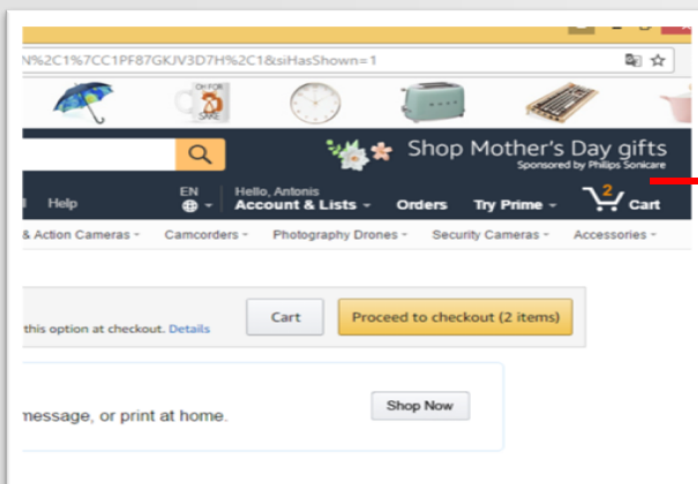 N%2C1%7CC1PF87GKJV3D7H%2C1&siHasShown=1
OH FOR
SAKE
Shop Mother's Day gifts
Sponsored by Philips Sonicare
EN Hello, Antonis 2
Help Account & Lists Orders Try Prime Cart
& Action Cameras Camcorders Photography Drones Security Cameras Accessories
Cart Proceed to checkout (2 items)
this option at checkout. Details
message, or print at home. Shop Now